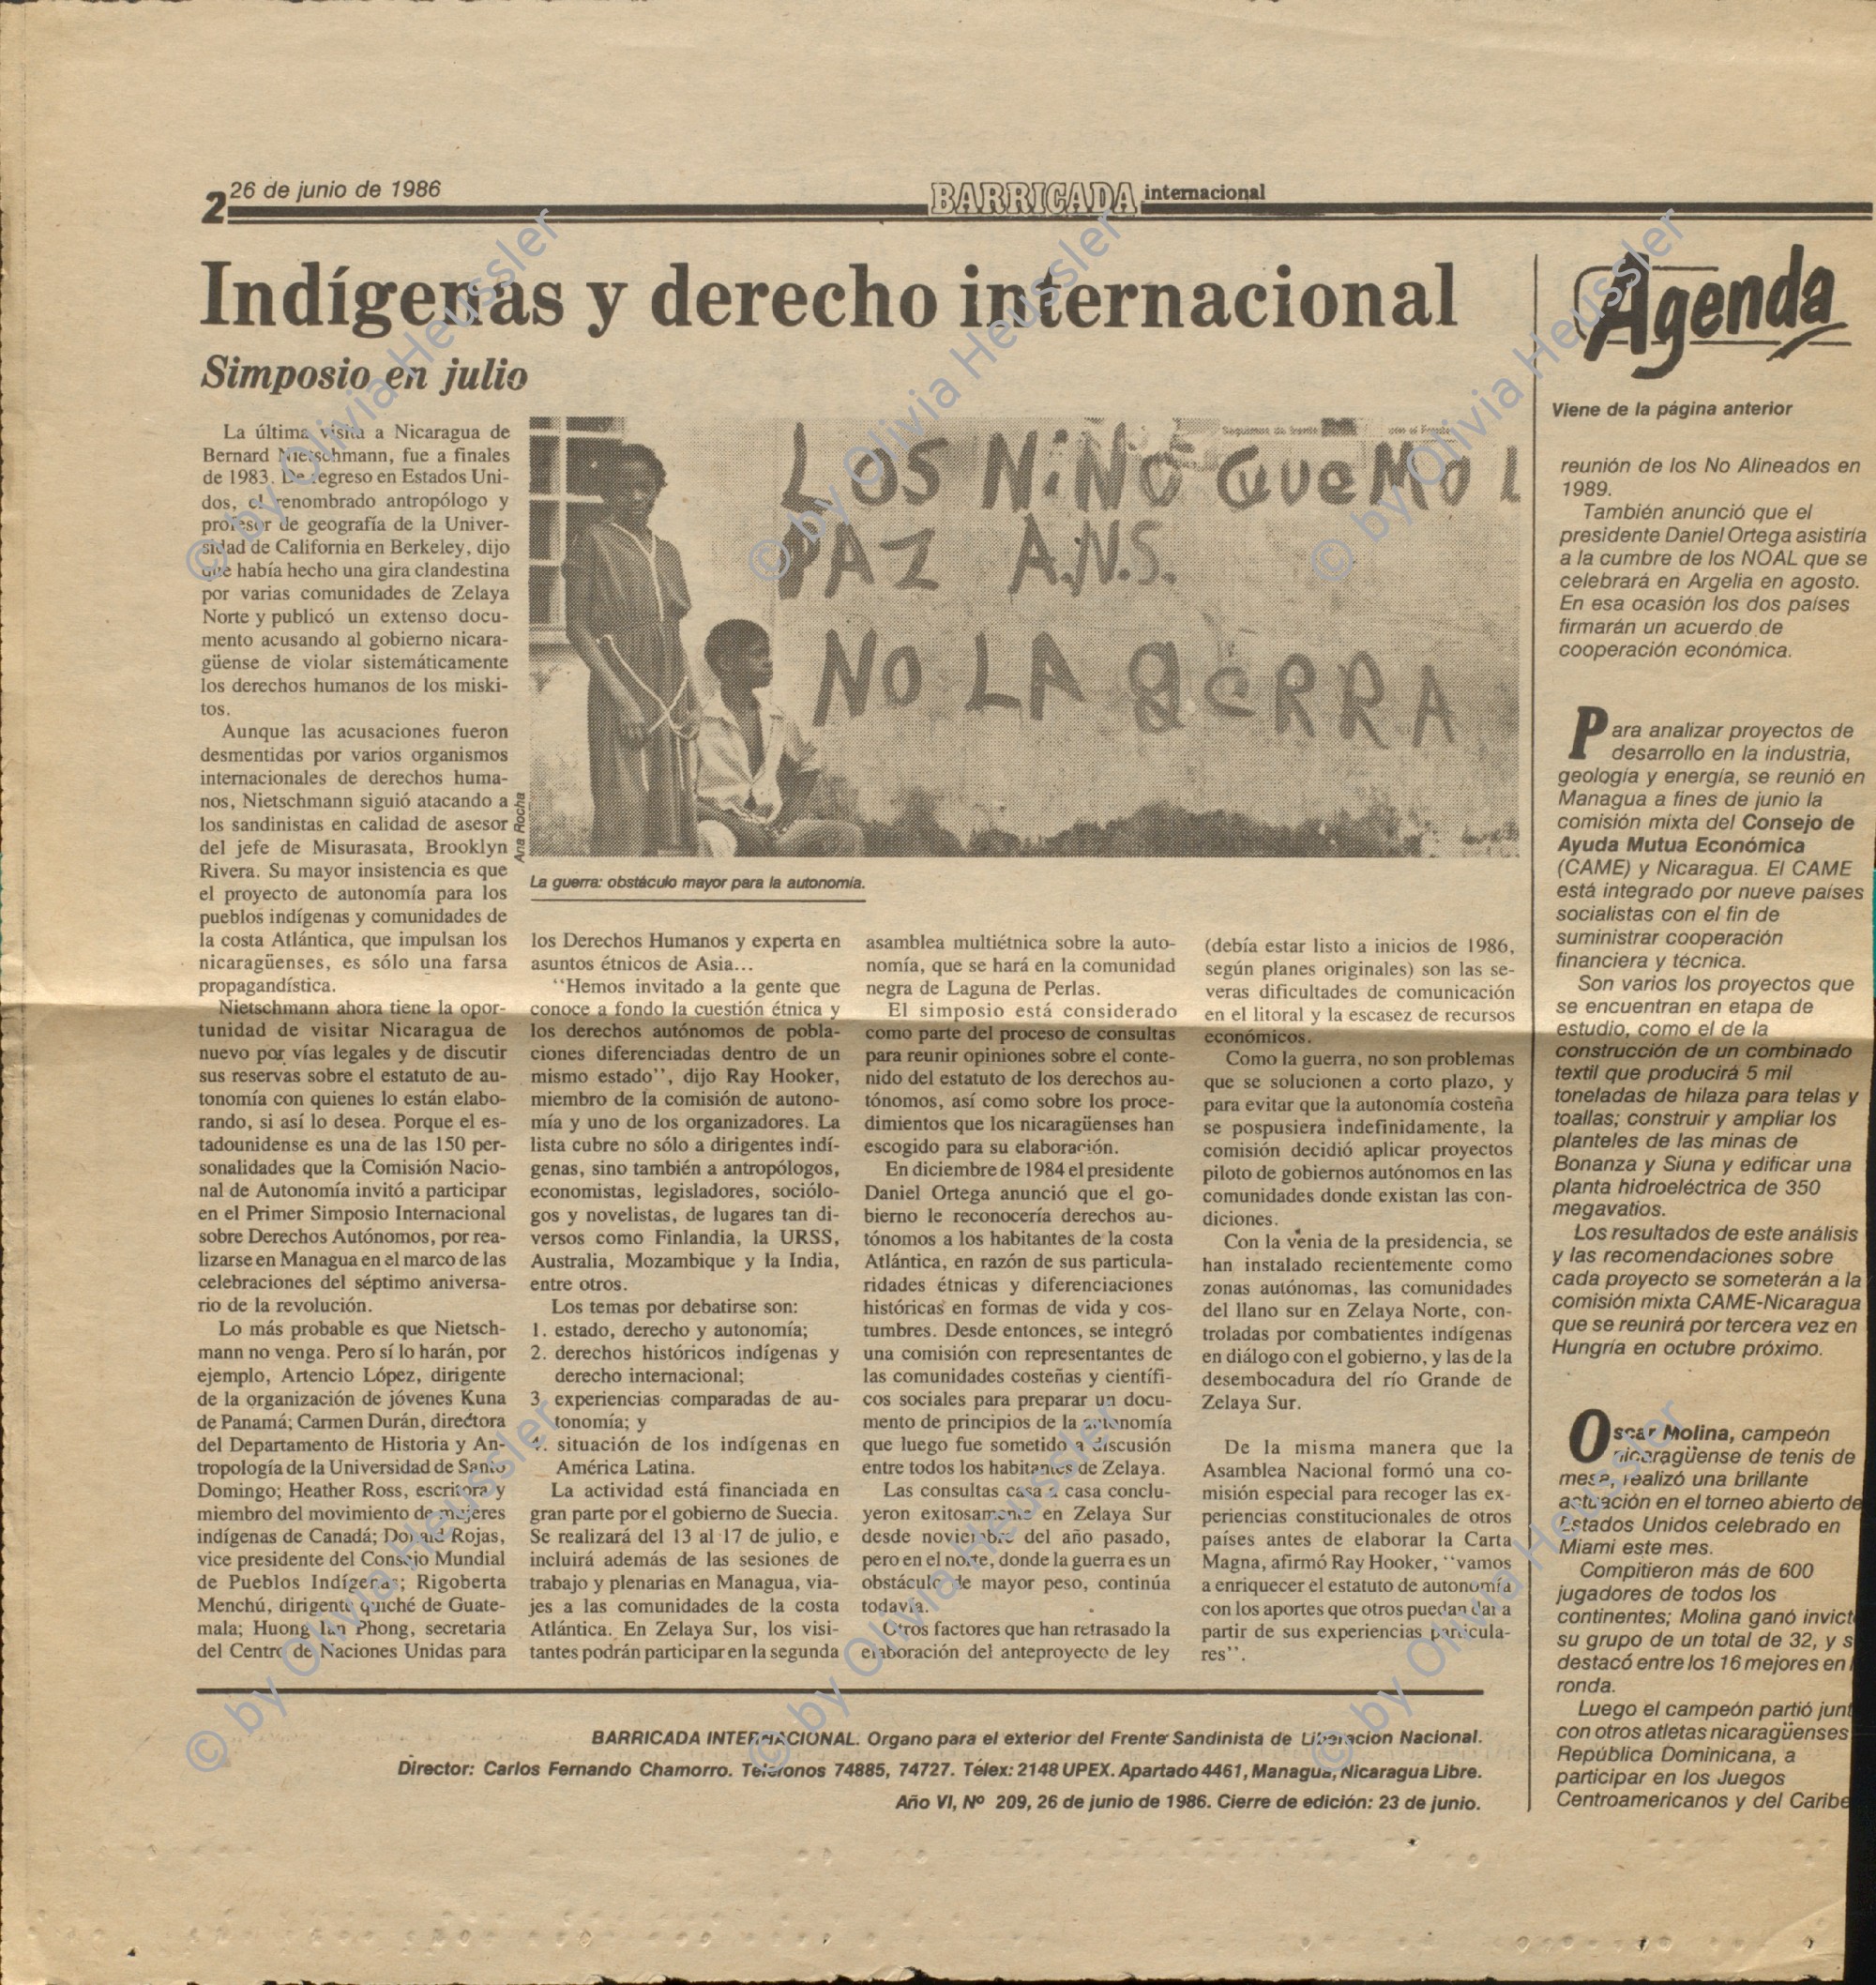 2
26 de junio de 1986
BARRICADA internacional
Indígenas y derecho internacional
Simposio en julio
La última visita a Nicaragua de
Bernard Nietschmann, fue a finales
de 1983. De regreso en Estados Uni-
dos, el renombrado antropólogo y
profesor de geografía de la Univer-
sidad de California en Berkeley, dijo
que había hecho una gira clandestina
por varias comunidades de Zelaya
Norte y publicó un extenso docu-
mento acusando al gobierno nicara-
güense de violar sistemáticamente
los derechos humanos de los miski-
tos.
Aunque las acusaciones fueron
desmentidas por varios organismos
internacionales de derechos huma-
nos, Nietschmann siguió atacando a
los sandinistas en calidad de asesor
del jefe de Misurasata, Brooklyn
Rivera. Su mayor insistencia es que
el proyecto de autonomía para los
pueblos indígenas y comunidades de
la costa Atlántica, que impulsan los
nicaragüenses, es sólo una farsa
propagandística.
Nietschmann ahora tiene la opor-
tunidad de visitar Nicaragua de
nuevo por vías legales y de discutir
sus reservas sobre el estatuto de au-
tonomía con quienes lo están elabo-
rando, si así lo desea. Porque el es-
tadounidense es una de las 150 per-
sonalidades que la Comisión Nacio-
nal de Autonomía invitó a participar
en el Primer Simposio Internacional
sobre Derechos Autónomos, por rea-
lizarse en Managua en el marco de las
celebraciones del séptimo aniversa-
rio de la revolución.
Lo más probable es que Nietsch-
mann no venga. Pero sí lo harán, por
ejemplo, Artencio López, dirigente
de la organización de jóvenes Kuna
de Panamá; Carmen Durán, directora
del Departamento de Historia y An-
tropología de la Universidad de Santo
Domingo; Heather Ross, escritora y
miembro del movimiento de mujeres
indígenas de Canadá; Donald Rojas,
vice presidente del Consejo Mundial
de Pueblos Indígenas; Rigoberta
Menchú, dirigente quiché de Guate-
mala; Huong Ian Phong, secretaria
del Centro de Naciones Unidas para
Seguimos de frente con el Frente
LOS NiÑO QUeMO L
PAZ A.N.S.
NO LA geRRA
Ana Rocha
La guerra: obstáculo mayor para la autonomía.
los Derechos Humanos y experta en
asuntos étnicos de Asia...
“Hemos invitado a la gente que
conoce a fondo la cuestión étnica y
los derechos autónomos de pobla-
ciones diferenciadas dentro de un
mismo estado”, dijo Ray Hooker,
miembro de la comisión de autono-
mía y uno de los organizadores. La
lista cubre no sólo a dirigentes indí-
genas, sino también a antropólogos,
economistas, legisladores, sociólo-
gos y novelistas, de lugares tan di-
versos como Finlandia, la URSS,
Australia, Mozambique y la India,
entre otros.
Los temas por debatirse son:
1. estado, derecho y autonomía;
2. derechos históricos indígenas y
derecho internacional;
3. experiencias comparadas de au-
tonomía; y
4. situación de los indígenas en
América Latina.
La actividad está financiada en
gran parte por el gobierno de Suecia.
Se realizará del 13 al 17 de julio, e
incluirá además de las sesiones de
trabajo y plenarias en Managua, via-
jes a las comunidades de la costa
Atlántica. En Zelaya Sur, los visi-
tantes podrán participar en la segunda
asamblea multiétnica sobre la auto-
nomía, que se hará en la comunidad
negra de Laguna de Perlas.
El simposio está considerado
como parte del proceso de consultas
para reunir opiniones sobre el conte-
nido del estatuto de los derechos au-
tónomos, así como sobre los proce-
dimientos que los nicaragüenses han
escogido para su elaboración.
En diciembre de 1984 el presidente
Daniel Ortega anunció que el go-
bierno le reconocería derechos au-
tónomos a los habitantes de la costa
Atlántica, en razón de sus particula-
ridades étnicas y diferenciaciones
históricas en formas de vida y cos-
tumbres. Desde entonces, se integró
una comisión con representantes de
las comunidades costeñas y científi-
cos sociales para preparar un docu-
mento de principios de la autonomía
que luego fue sometido a discusión
entre todos los habitantes de Zelaya.
Las consultas casa a casa conclu-
yeron exitosamente en Zelaya Sur
desde noviembre del año pasado,
pero en el norte, donde la guerra es un
obstáculo de mayor peso, continúa
todavía.
Otros factores que han retrasado la
elaboración del anteproyecto de ley
(debía estar listo a inicios de 1986,
según planes originales) son las se-
veras dificultades de comunicación
en el litoral y la escasez de recursos
económicos.
Como la guerra, no son problemas
que se solucionen a corto plazo, y
para evitar que la autonomía costeña
se pospusiera indefinidamente, la
comisión decidió aplicar proyectos
piloto de gobiernos autónomos en las
comunidades donde existan las con-
diciones.
Con la venia de la presidencia, se
han instalado recientemente como
zonas autónomas, las comunidades
del llano sur en Zelaya Norte, con-
troladas por combatientes indígenas
en diálogo con el gobierno, y las de la
desembocadura del río Grande de
Zelaya Sur.
De la misma manera que la
Asamblea Nacional formó una co-
misión especial para recoger las ex-
periencias constitucionales de otros
países antes de elaborar la Carta
Magna, afirmó Ray Hooker, “vamos
a enriquecer el estatuto de autonomía
con los aportes que otros puedan dar a
partir de sus experiencias particula-
res”.
BARRICADA INTERNACIONAL. Organo para el exterior del Frente Sandinista de Liberacion Nacional.
Director: Carlos Fernando Chamorro. Teléfonos 74885, 74727. Télex: 2148 UPEX. Apartado 4461, Managua, Nicaragua Libre.
Año VI, Nº 209, 26 de junio de 1986. Cierre de edición: 23 de junio.
Agenda
Viene de la página anterior
reunión de los No Alineados en
1989.
También anunció que el
presidente Daniel Ortega asistiría
a la cumbre de los NOAL que se
celebrará en Argelia en agosto.
En esa ocasión los dos países
firmarán un acuerdo de
cooperación económica.
Para analizar proyectos de
desarrollo en la industria,
geología y energía, se reunió en
Managua a fines de junio la
comisión mixta del Consejo de
Ayuda Mutua Económica
(CAME) y Nicaragua. El CAME
está integrado por nueve países
socialistas con el fin de
suministrar cooperación
financiera y técnica.
Son varios los proyectos que
se encuentran en etapa de
estudio, como el de la
construcción de un combinado
textil que producirá 5 mil
toneladas de hilaza para telas y
toallas; construir y ampliar los
planteles de las minas de
Bonanza y Siuna y edificar una
planta hidroeléctrica de 350
megavatios.
Los resultados de este análisis
y las recomendaciones sobre
cada proyecto se someterán a la
comisión mixta CAME-Nicaragua
que se reunirá por tercera vez en
Hungría en octubre próximo.
Oscar Molina, campeón
nicaragüense de tenis de
mesa, realizó una brillante
actuación en el torneo abierto de
Estados Unidos celebrado en
Miami este mes.
Compitieron más de 600
jugadores de todos los
continentes; Molina ganó invict
su grupo de un total de 32, y s
destacó entre los 16 mejores en
ronda.
Luego el campeón partió junt
con otros atletas nicaragüenses
República Dominicana, a
participar en los Juegos
Centroamericanos y del Caribe
© by Olivia Heussler
© by Olivia Heussler
© by Olivia Heussler
© by Olivia Heussler
© by Olivia Heussler
© by Olivia Heussler